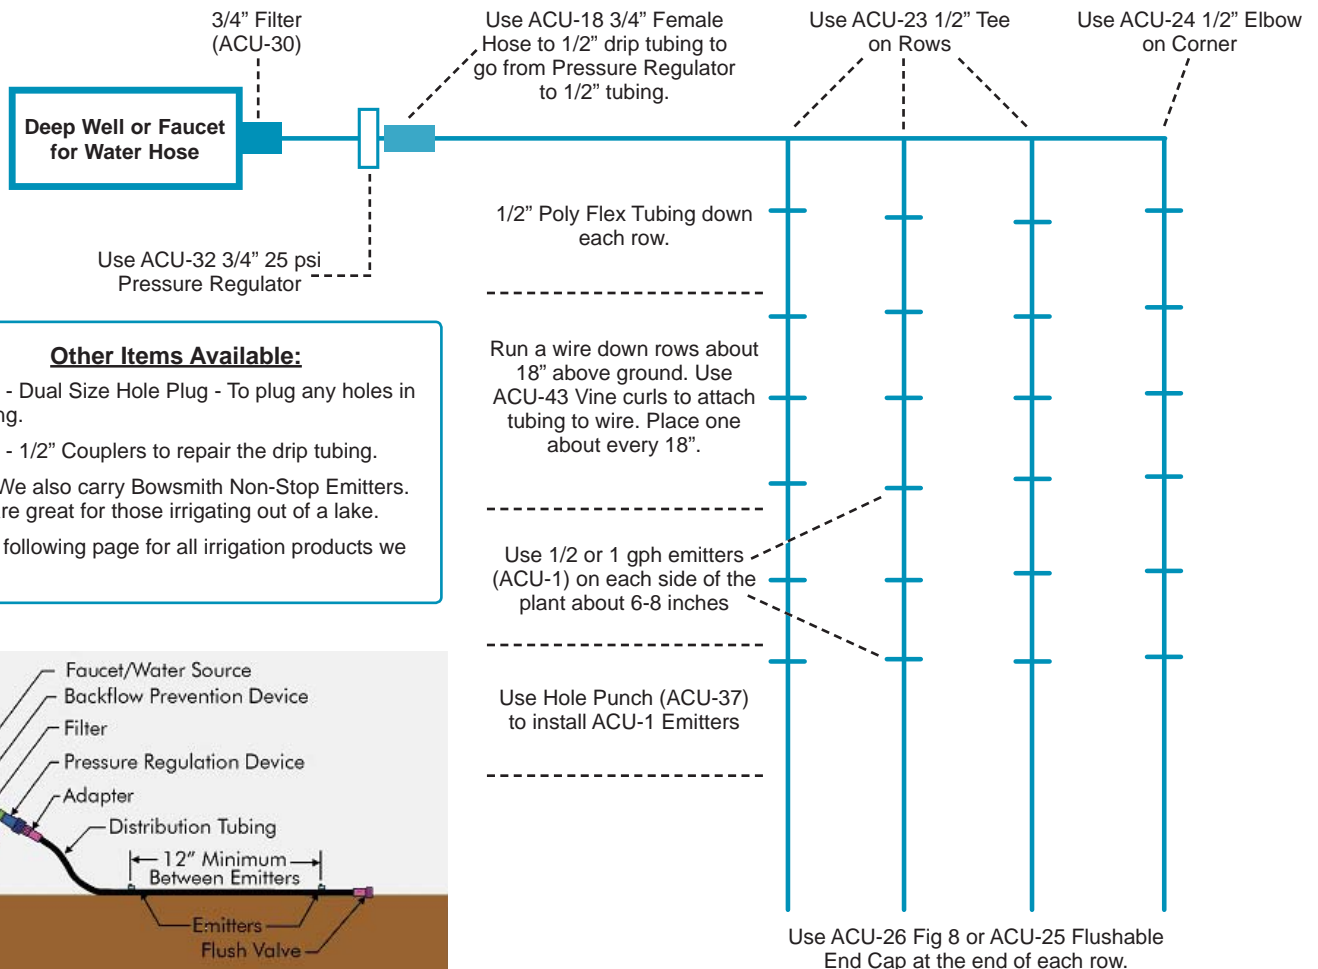 3/4” Filter
(ACU-30)
Use ACU-18 3/4” Female
Hose to 1/2” drip tubing to
go from Pressure Regulator
to 1/2” tubing.
Use ACU-23 1/2” Tee
on Rows
Use ACU-24 1/2” Elbow
on Corner
Deep Well or Faucet
for Water Hose
Use ACU-32 3/4” 25 psi
Pressure Regulator
1/2” Poly Flex Tubing down
each row.
Run a wire down rows about
18” above ground. Use
ACU-43 Vine curls to attach
tubing to wire. Place one
about every 18”.
Use 1/2 or 1 gph emitters
(ACU-1) on each side of the
plant about 6-8 inches
Use Hole Punch (ACU-37)
to install ACU-1 Emitters
Other Items Available:
- Dual Size Hole Plug - To plug any holes in
- 1/2” Couplers to repair the drip tubing.
We also carry Bowsmith Non-Stop Emitters.
great for those irrigating out of a lake.
following page for all irrigation products we
Faucet/Water Source
Backflow Prevention Device
Filter
Pressure Regulation Device
Adapter
Distribution Tubing
12” Minimum
Between Emitters
Emitters
Flush Valve
Use ACU-26 Fig 8 or ACU-25 Flushable
End Cap at the end of each row.